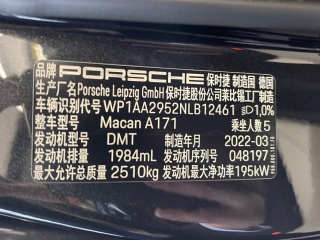 品牌 PORSCHE 保时捷 制造国 德国
生产厂名 Porsche Leipzig GmbH 保时捷股份公司莱比锡工厂制造
车辆识别代号 WP1AA2952NLB12461 1,0%
整车型号 Macan A171 乘坐人数 5
发动机型号 DMT 制造年月 2022-03
发动机排量 1984mL 发动机序列号 048197
最大允许总质量 2510kg 发动机最大净功率 195kW